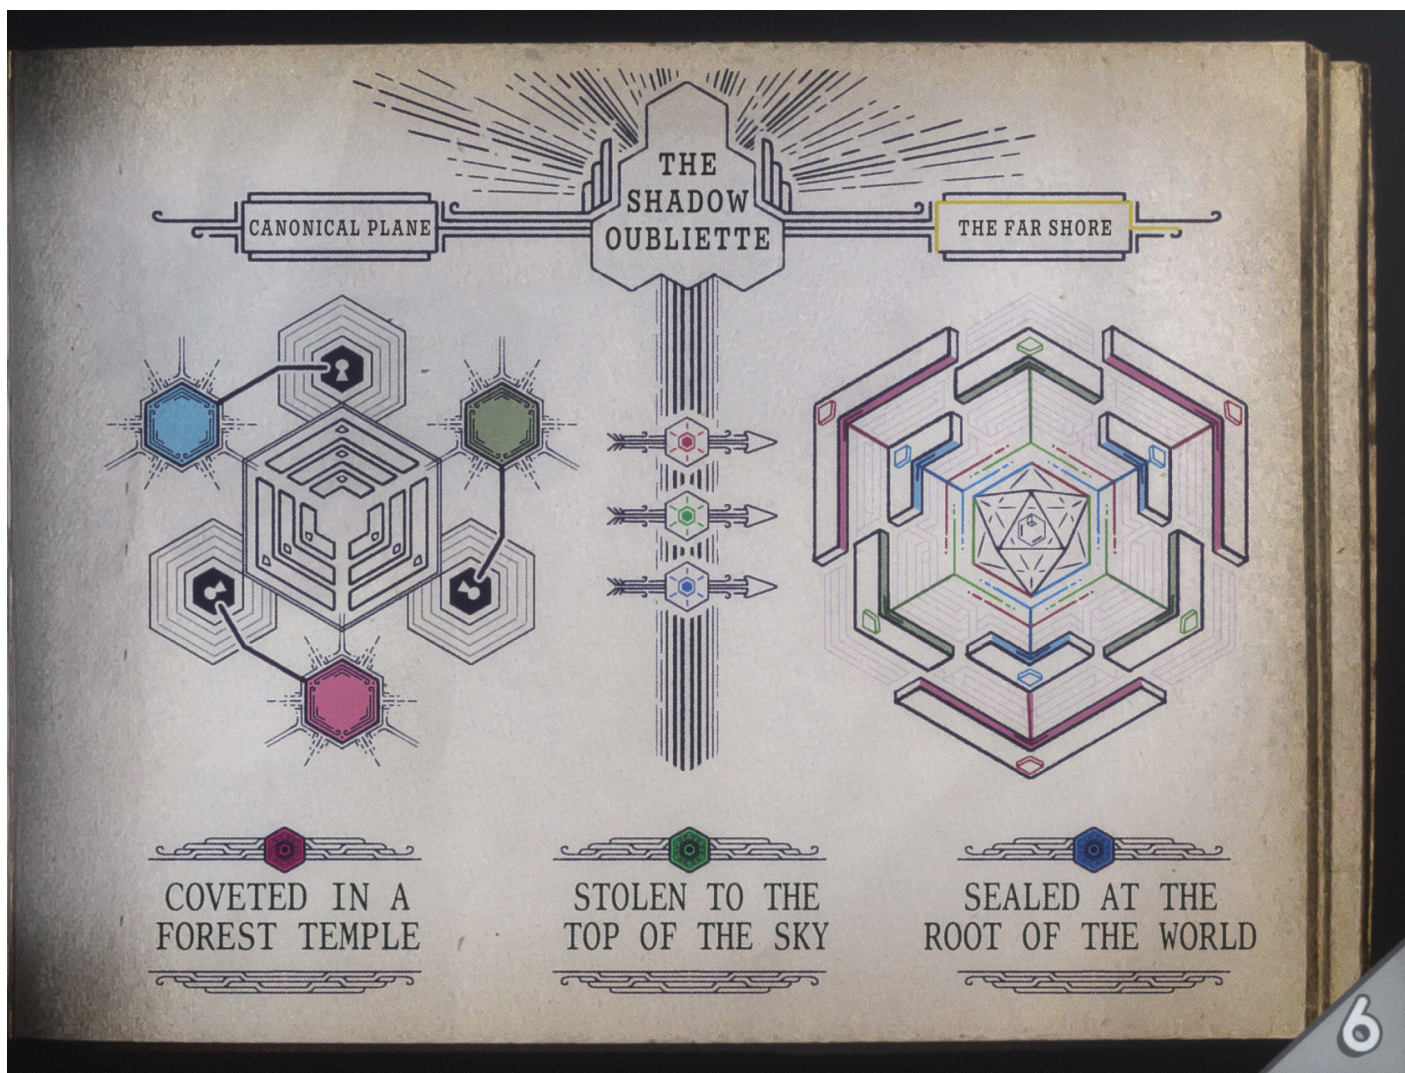 THE
SHADOW
OUBLIETTE
CANONICAL PLANE
THE FAR SHORE
COVETED IN A
FOREST TEMPLE
STOLEN TO THE
TOP OF THE SKY
SEALED AT THE
ROOT OF THE WORLD
6